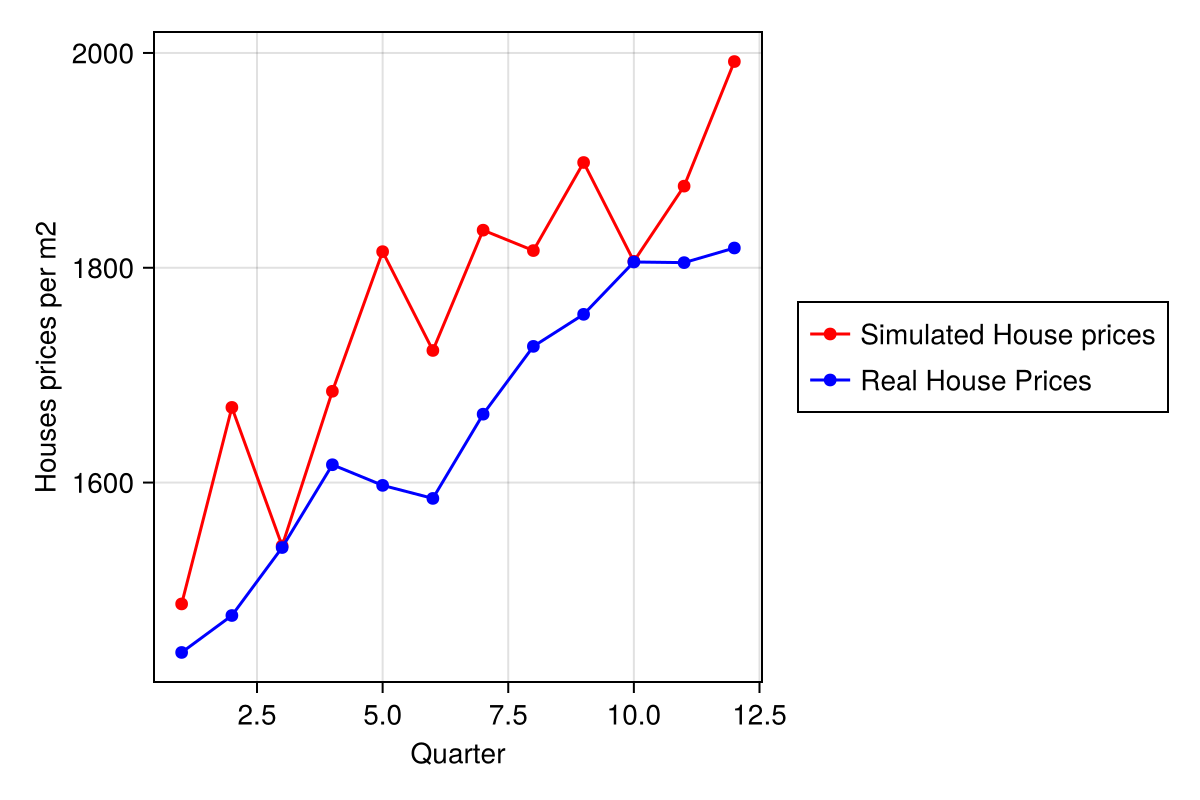 2000
1800
1600
Houses prices per m2
2.5 5.0 7.5 10.0 12.5
Quarter
Simulated House prices
Real House Prices